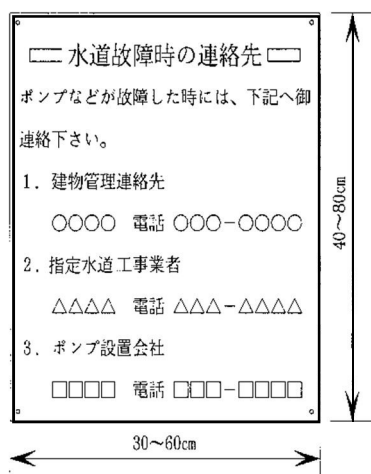 水道故障時の連絡先
ポンプなどが故障した時には、下記へ御
連絡下さい。
1. 建物管理連絡先
○○○○ 電話 ○○○-○○○○
2. 指定水道工事業者
△△△△ 電話 △△△-△△△△
3. ポンプ設置会社
□□□□ 電話 □□□-□□□□
40~80cm
30~60cm